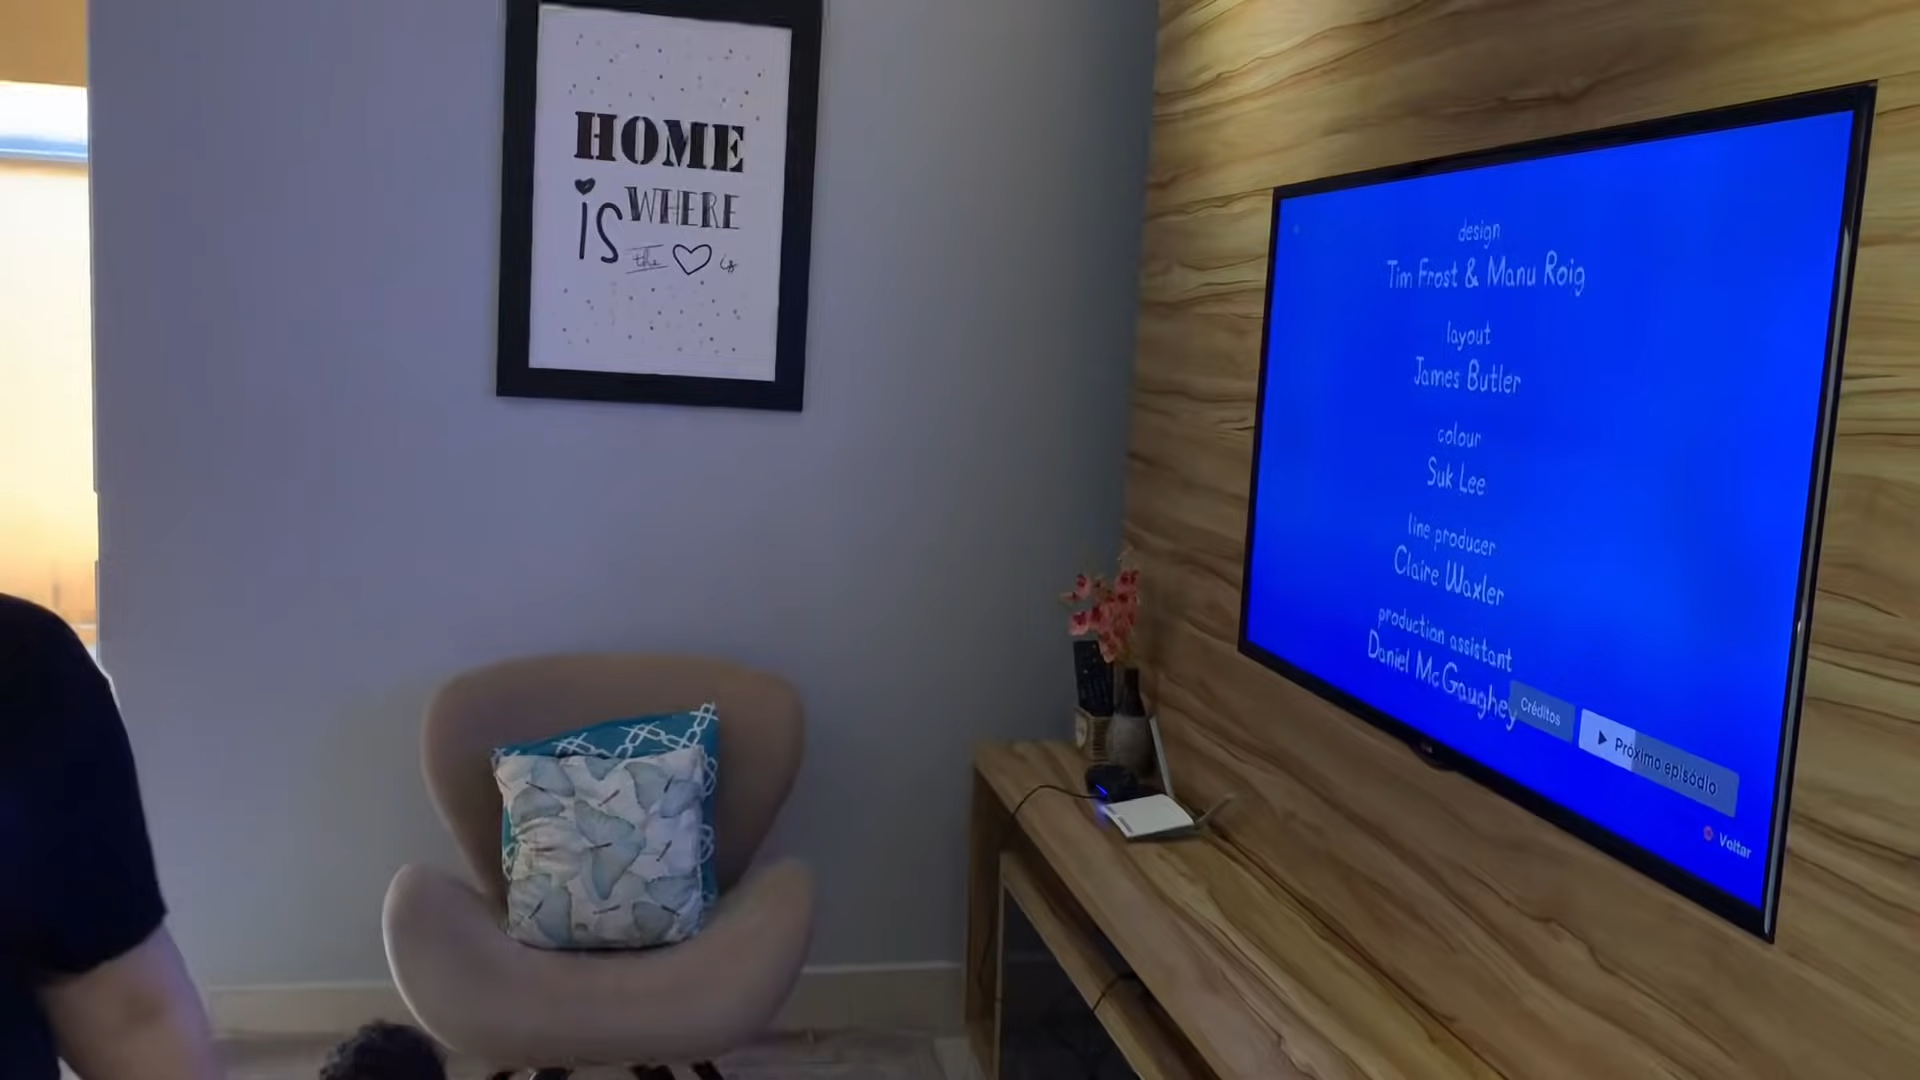 HOME
IS WHERE
the is
design
Tim Frost & Manu Roig
layout
James Butler
colour
Suk Lee
line producer
Claire Waxler
production assistant
Daniel McGaughey
Créditos
Próximo episódio
Voltar